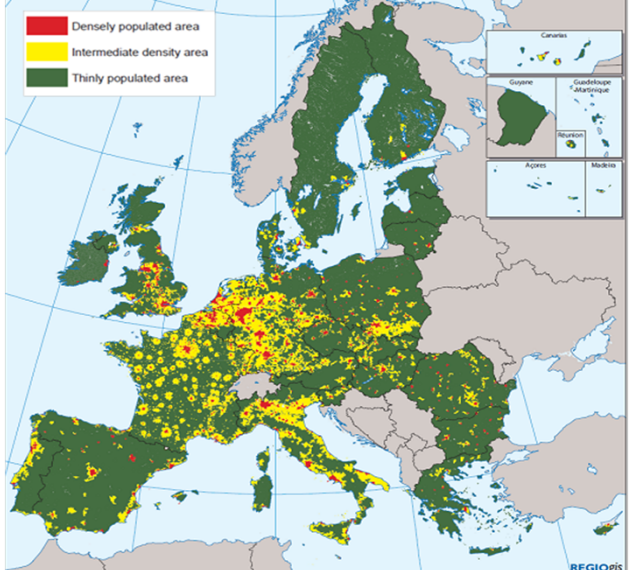 Densely populated area
Intermediate density area
Thinly populated area
Canarias
Guyane
Guadeloupe
Martinique
Réunion
Açores
Madeira
REGIOgis